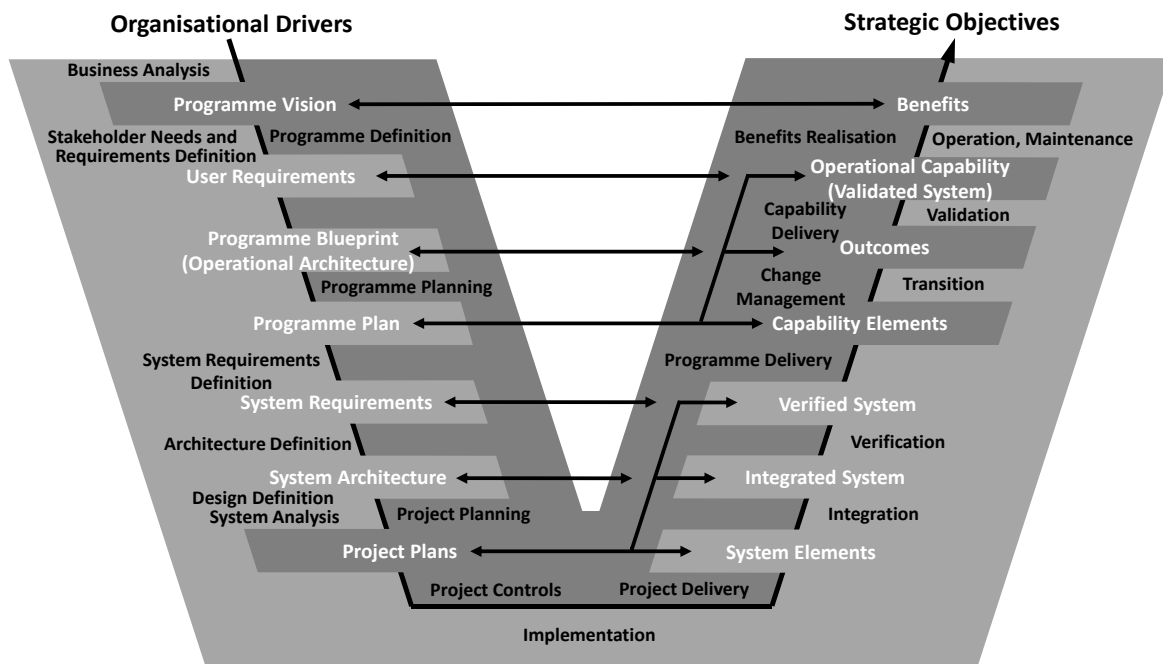 Organisational Drivers
Strategic Objectives
Business Analysis
Programme Vision
Benefits
Stakeholder Needs and
Requirements Definition
Programme Definition
Benefits Realisation
Operation, Maintenance
User Requirements
Operational Capability
(Validated System)
Capability
Delivery
Validation
Programme Blueprint
(Operational Architecture)
Outcomes
Programme Planning
Change
Management
Transition
Programme Plan
Capability Elements
System Requirements
Definition
Programme Delivery
System Requirements
Verified System
Architecture Definition
Verification
System Architecture
Integrated System
Design Definition
System Analysis
Project Planning
Integration
Project Plans
System Elements
Project Controls
Project Delivery
Implementation